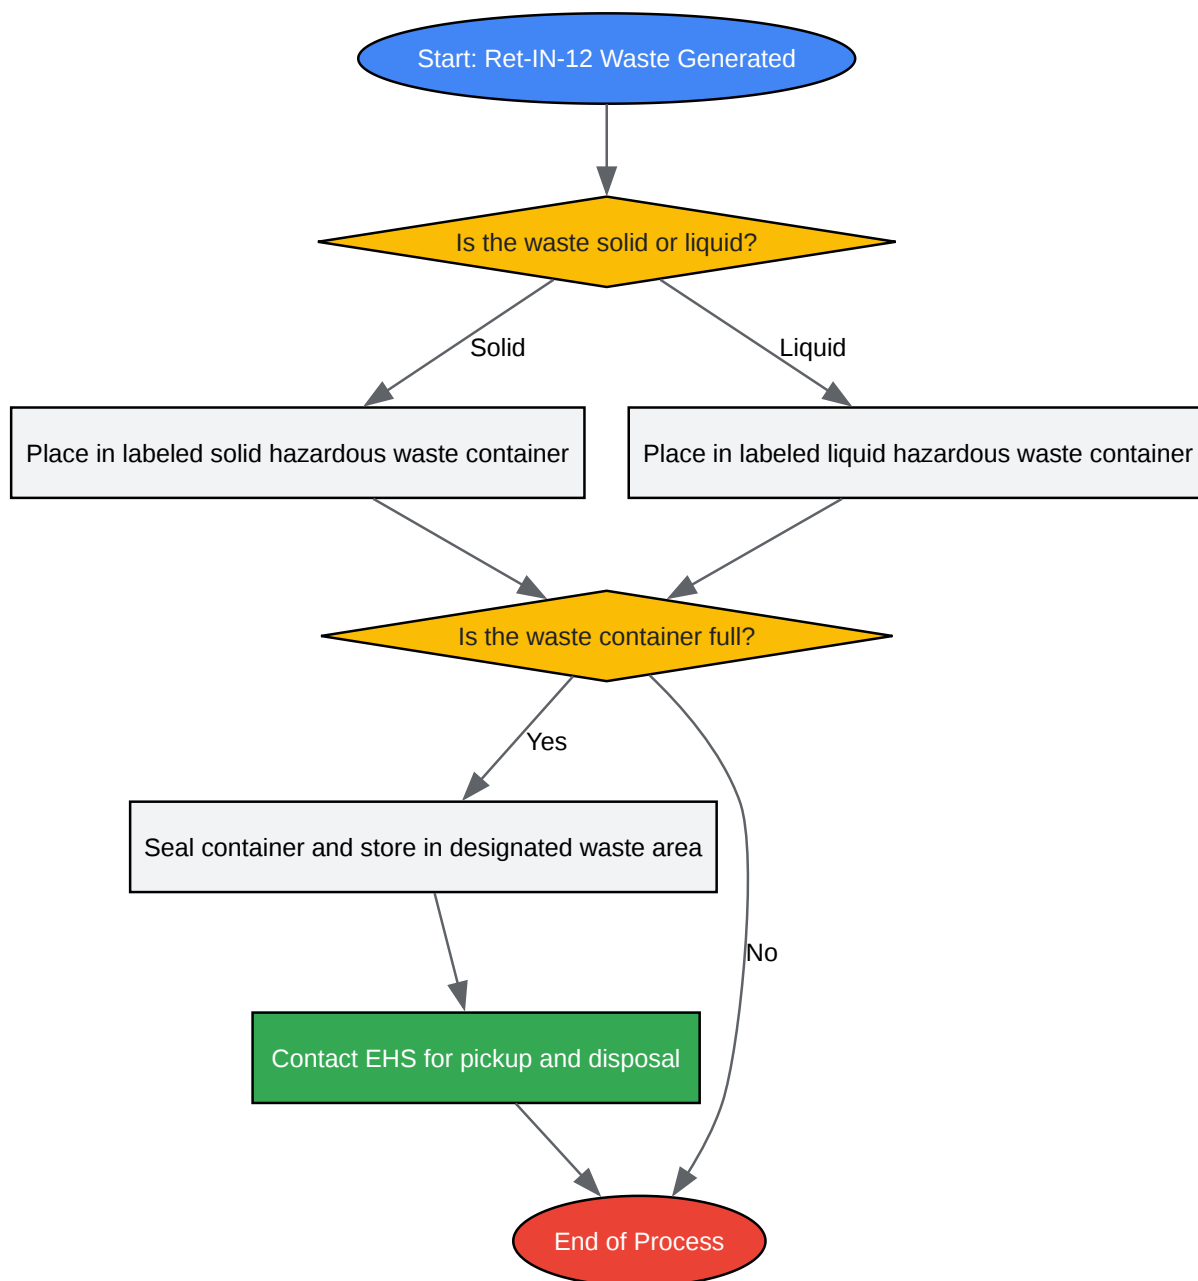 Start: Ret-IN-12 Waste Generated
Is the waste solid or liquid?
Solid
Liquid
Place in labeled solid hazardous waste container
Place in labeled liquid hazardous waste container
Is the waste container full?
Yes
Seal container and store in designated waste area
No
Contact EHS for pickup and disposal
End of Process